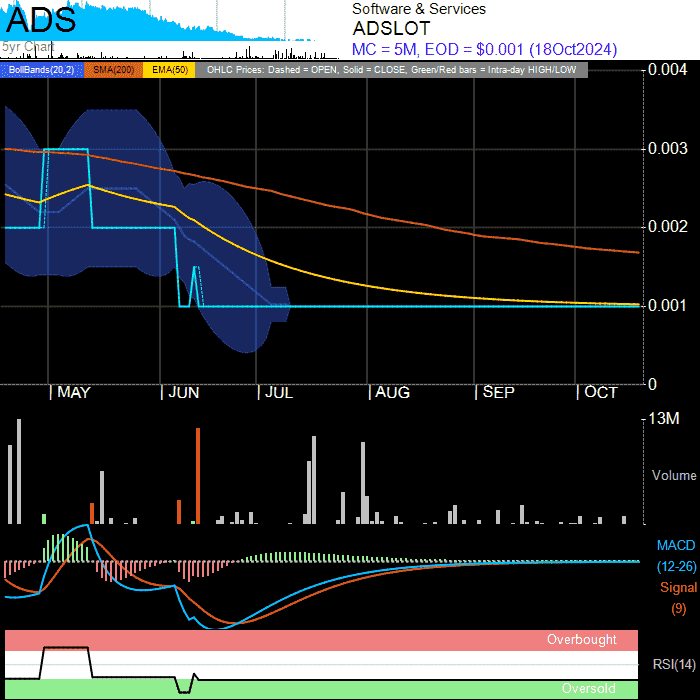 ADS
5yr Chart
Software & Services
ADSLOT
MC = 5M, EOD = $0.001 (18Oct2024)
BollBands(20,2) SMA(200) EMA(50) OHLC Prices: Dashed = OPEN, Solid = CLOSE, Green/Red bars = Intra-day HIGH/LOW
0.004
0.003
0.002
0.001
0
MAY JUN JUL AUG SEP OCT
13M
Volume
MACD
(12-26)
Signal
(9)
Overbought
RSI(14)
Oversold